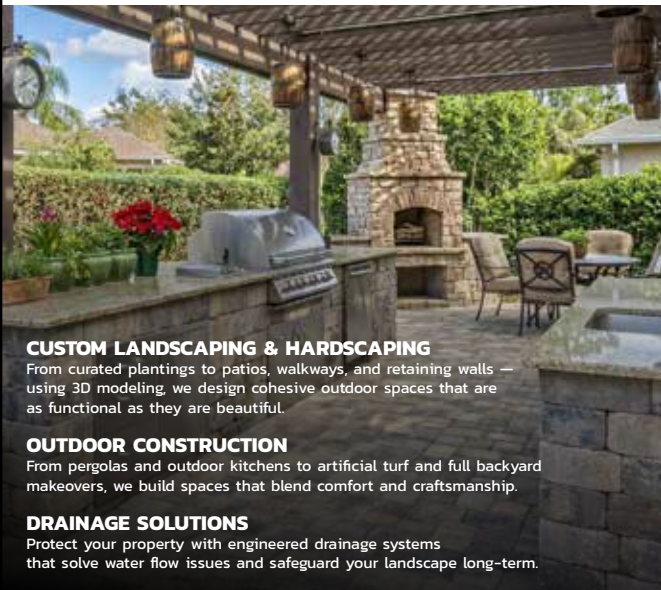 CUSTOM LANDSCAPING & HARDSCAPING
From curated plantings to patios, walkways, and retaining walls —
using 3D modeling, we design cohesive outdoor spaces that are
as functional as they are beautiful.
OUTDOOR CONSTRUCTION
From pergolas and outdoor kitchens to artificial turf and full backyard
makeovers, we build spaces that blend comfort and craftsmanship.
DRAINAGE SOLUTIONS
Protect your property with engineered drainage systems
that solve water flow issues and safeguard your landscape long-term.